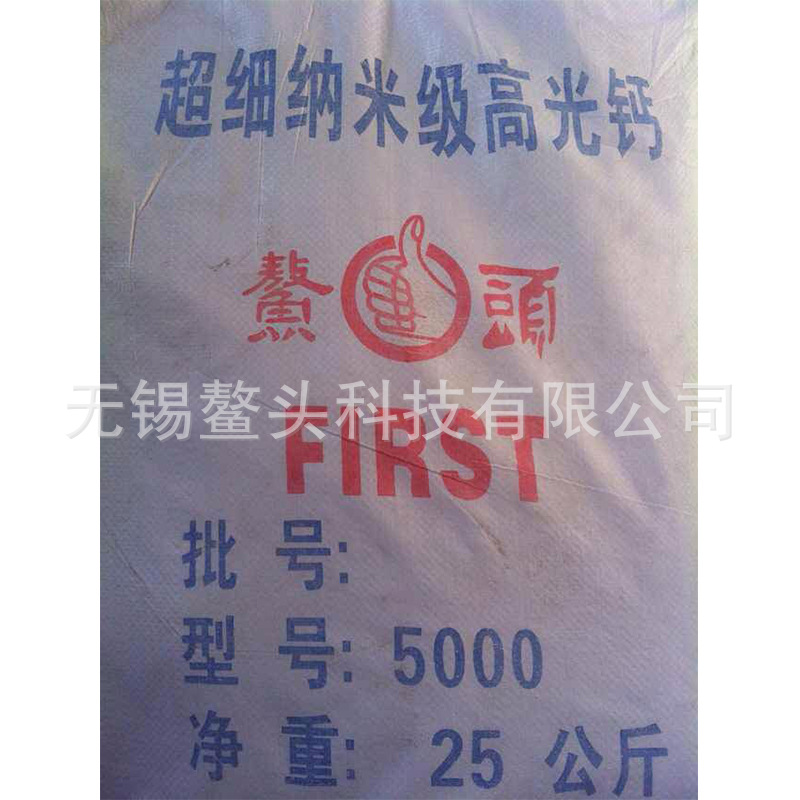 超细纳米级高光钙
鰲 頭
无锡鳌头科技有限公司
FIRST
批 号:
型 号: 5000
净 重: 25 公斤